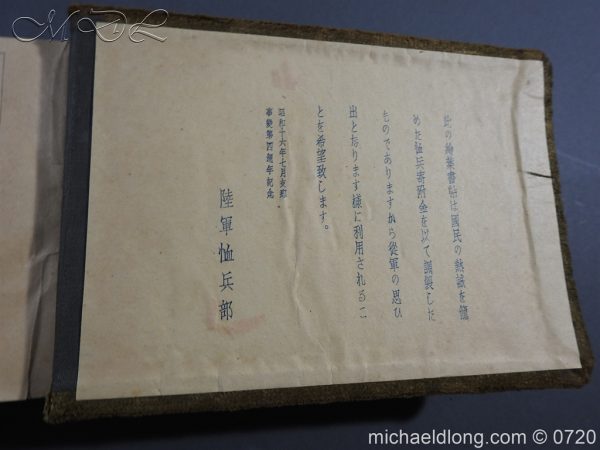 此の繪葉書帖は國民の熱誠を籠
めた恤兵寄附金を以て調製した
ものでありますから從軍の思ひ
出となります樣に利用されるこ
とを希望致します。
昭和十六年七月支那
事變第四週年記念
陸軍恤兵部
MDL
michaeldlong.com © 0720